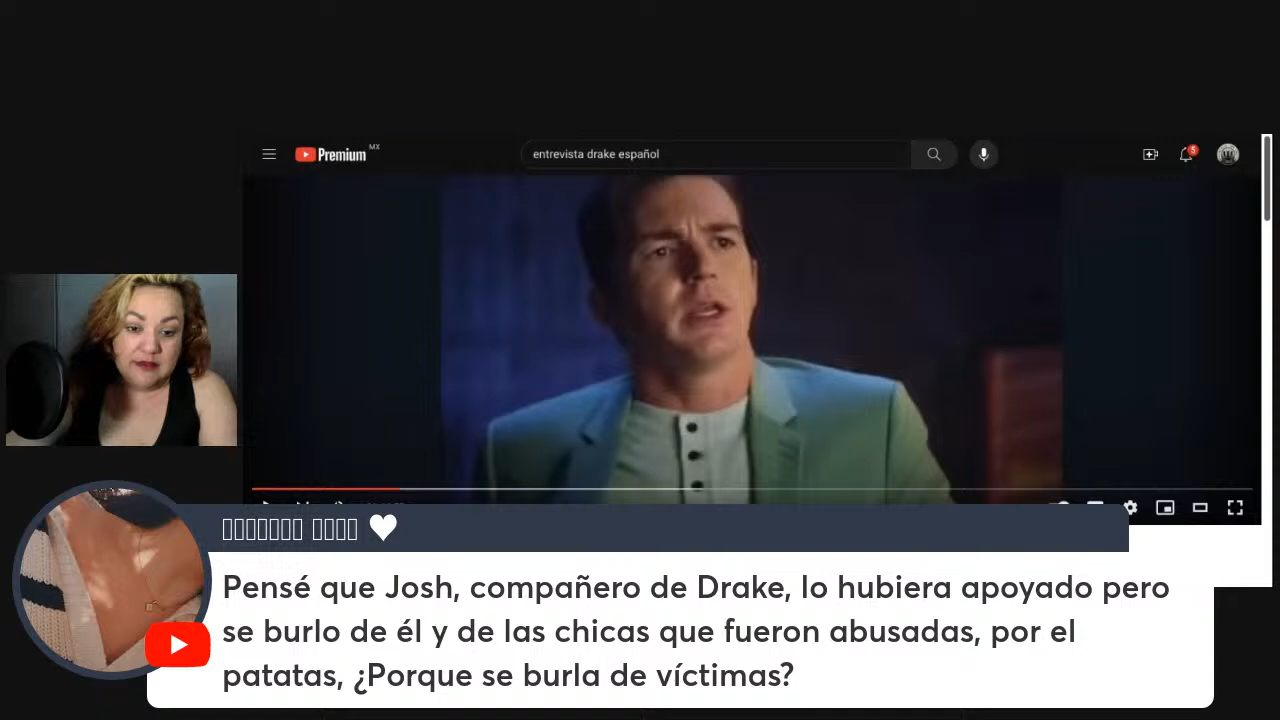 Premium MX
entrevista drake español
5
♥
Pensé que Josh, compañero de Drake, lo hubiera apoyado pero
se burlo de él y de las chicas que fueron abusadas, por el
patatas, ¿Porque se burla de víctimas?